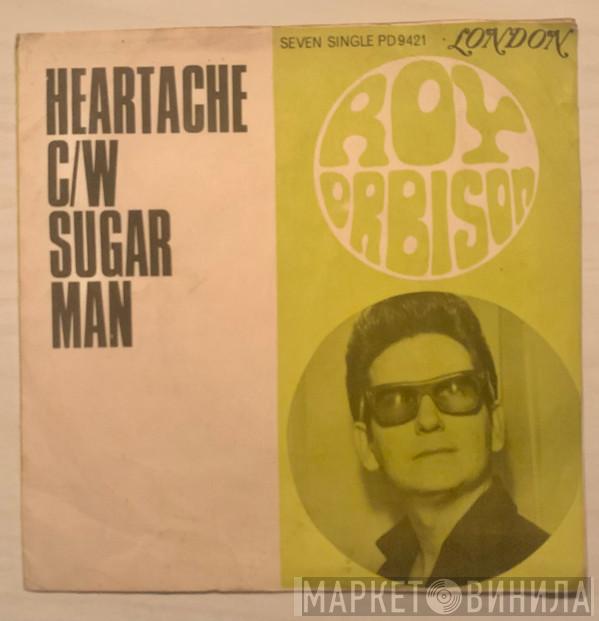 SEVEN SINGLE PD9421 · LONDON
HEARTACHE
C/W
SUGAR
MAN
ROY
ORBISON
МАРКЕТ ВИНИЛА